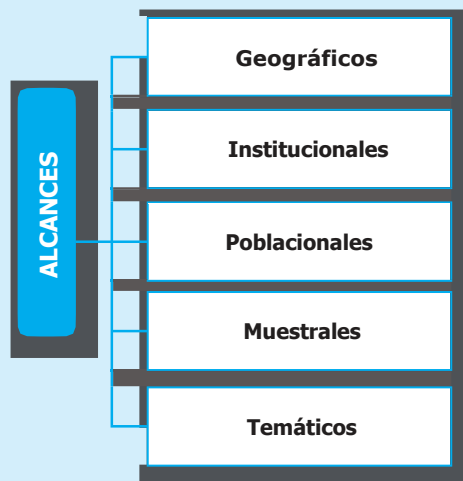 ALCANCES
Geográficos
Institucionales
Poblacionales
Muestrales
Temáticos